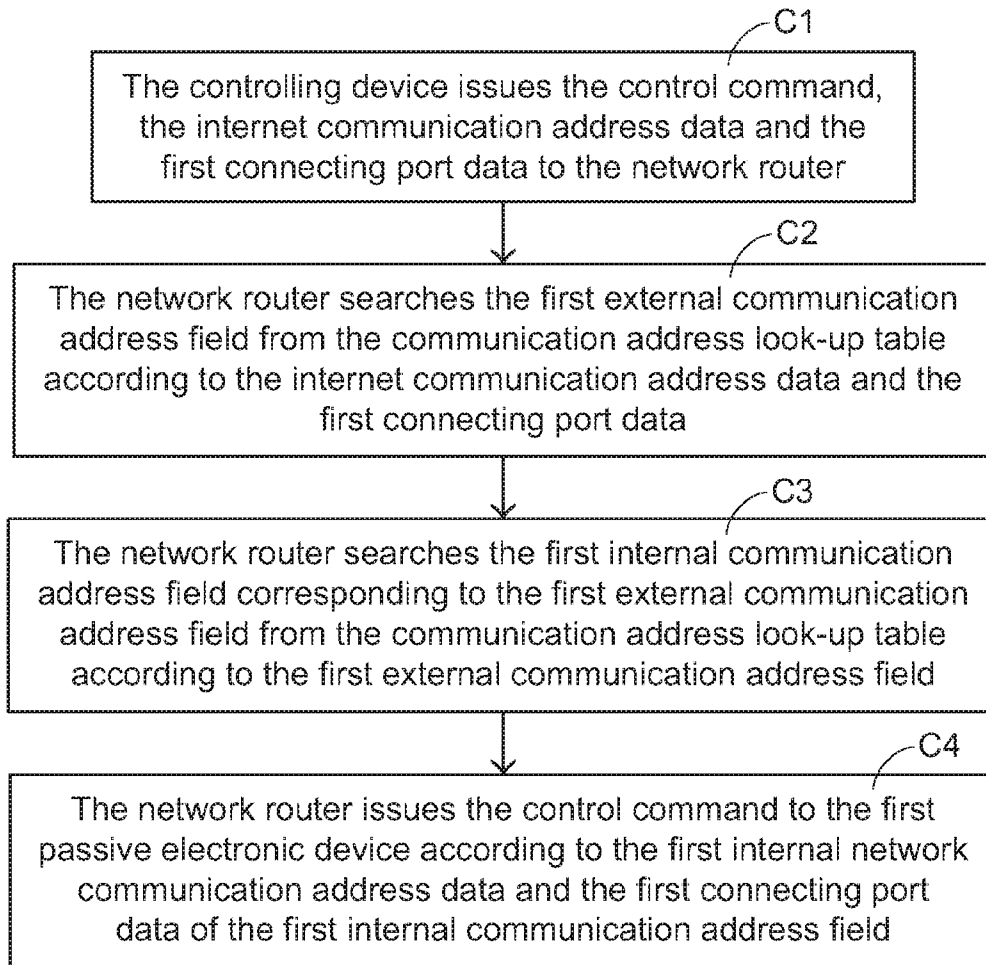 C1
The controlling device issues the control command,
the internet communication address data and the
first connecting port data to the network router
C2
The network router searches the first external communication
address field from the communication address look-up table
according to the internet communication address data and the
first connecting port data
C3
The network router searches the first internal communication
address field corresponding to the first external communication
address field from the communication address look-up table
according to the first external communication address field
C4
The network router issues the control command to the first
passive electronic device according to the first internal network
communication address data and the first connecting port
data of the first internal communication address field